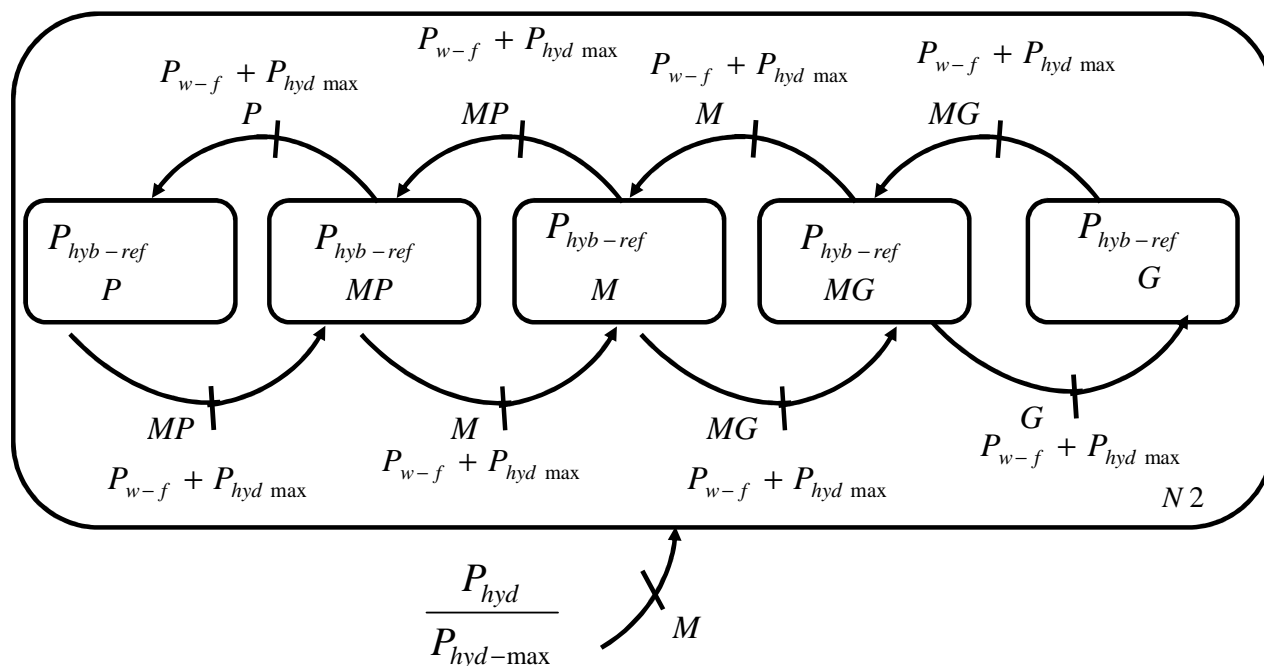 P_{w-f} + P_{hyd max}
MP
P_{w-f} + P_{hyd max}
P
P_{w-f} + P_{hyd max}
M
P_{w-f} + P_{hyd max}
MG
P_{hyb-ref}
P
P_{hyb-ref}
MP
P_{hyb-ref}
M
P_{hyb-ref}
MG
P_{hyb-ref}
G
MP
P_{w-f} + P_{hyd max}
M
P_{w-f} + P_{hyd max}
MG
P_{w-f} + P_{hyd max}
G
P_{w-f} + P_{hyd max}
N 2
P_{hyd}
P_{hyd-max}
M